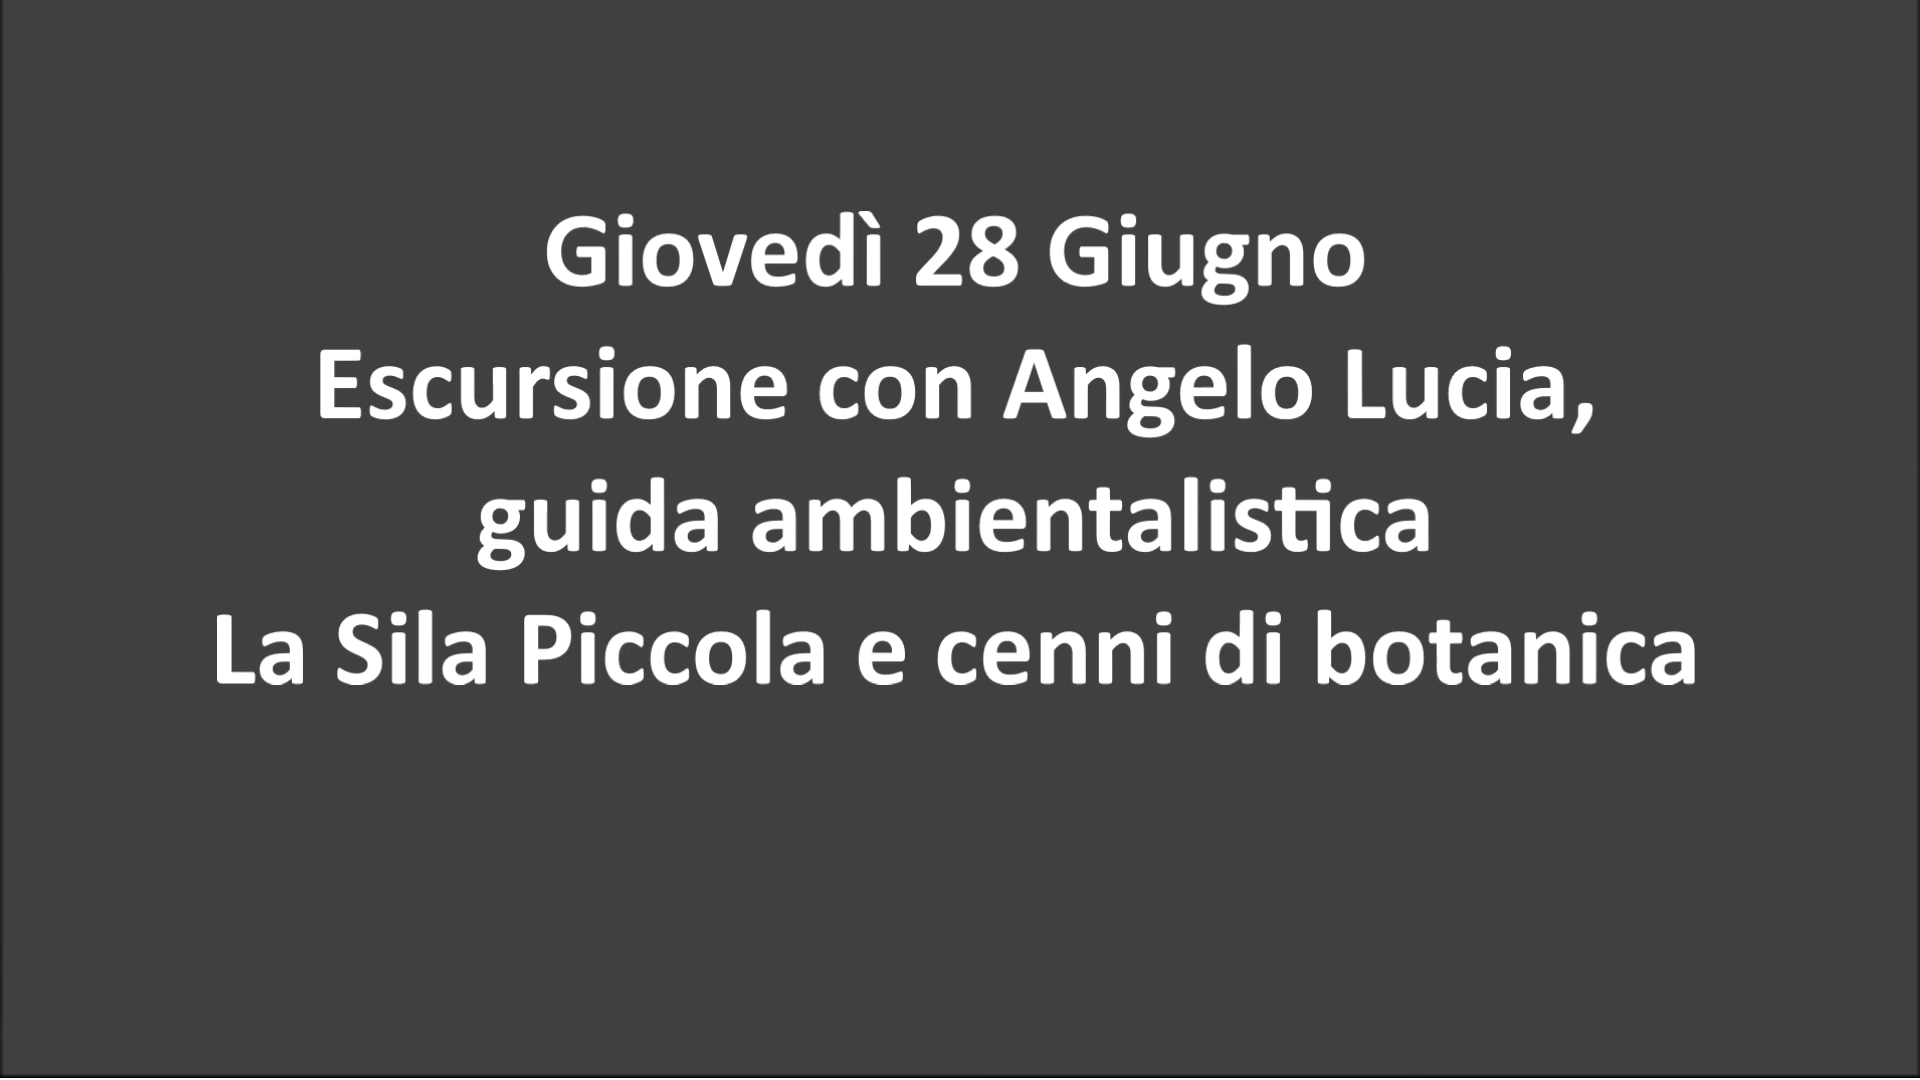 Giovedì 28 Giugno
Escursione con Angelo Lucia,
guida ambientalistica
La Sila Piccola e cenni di botanica